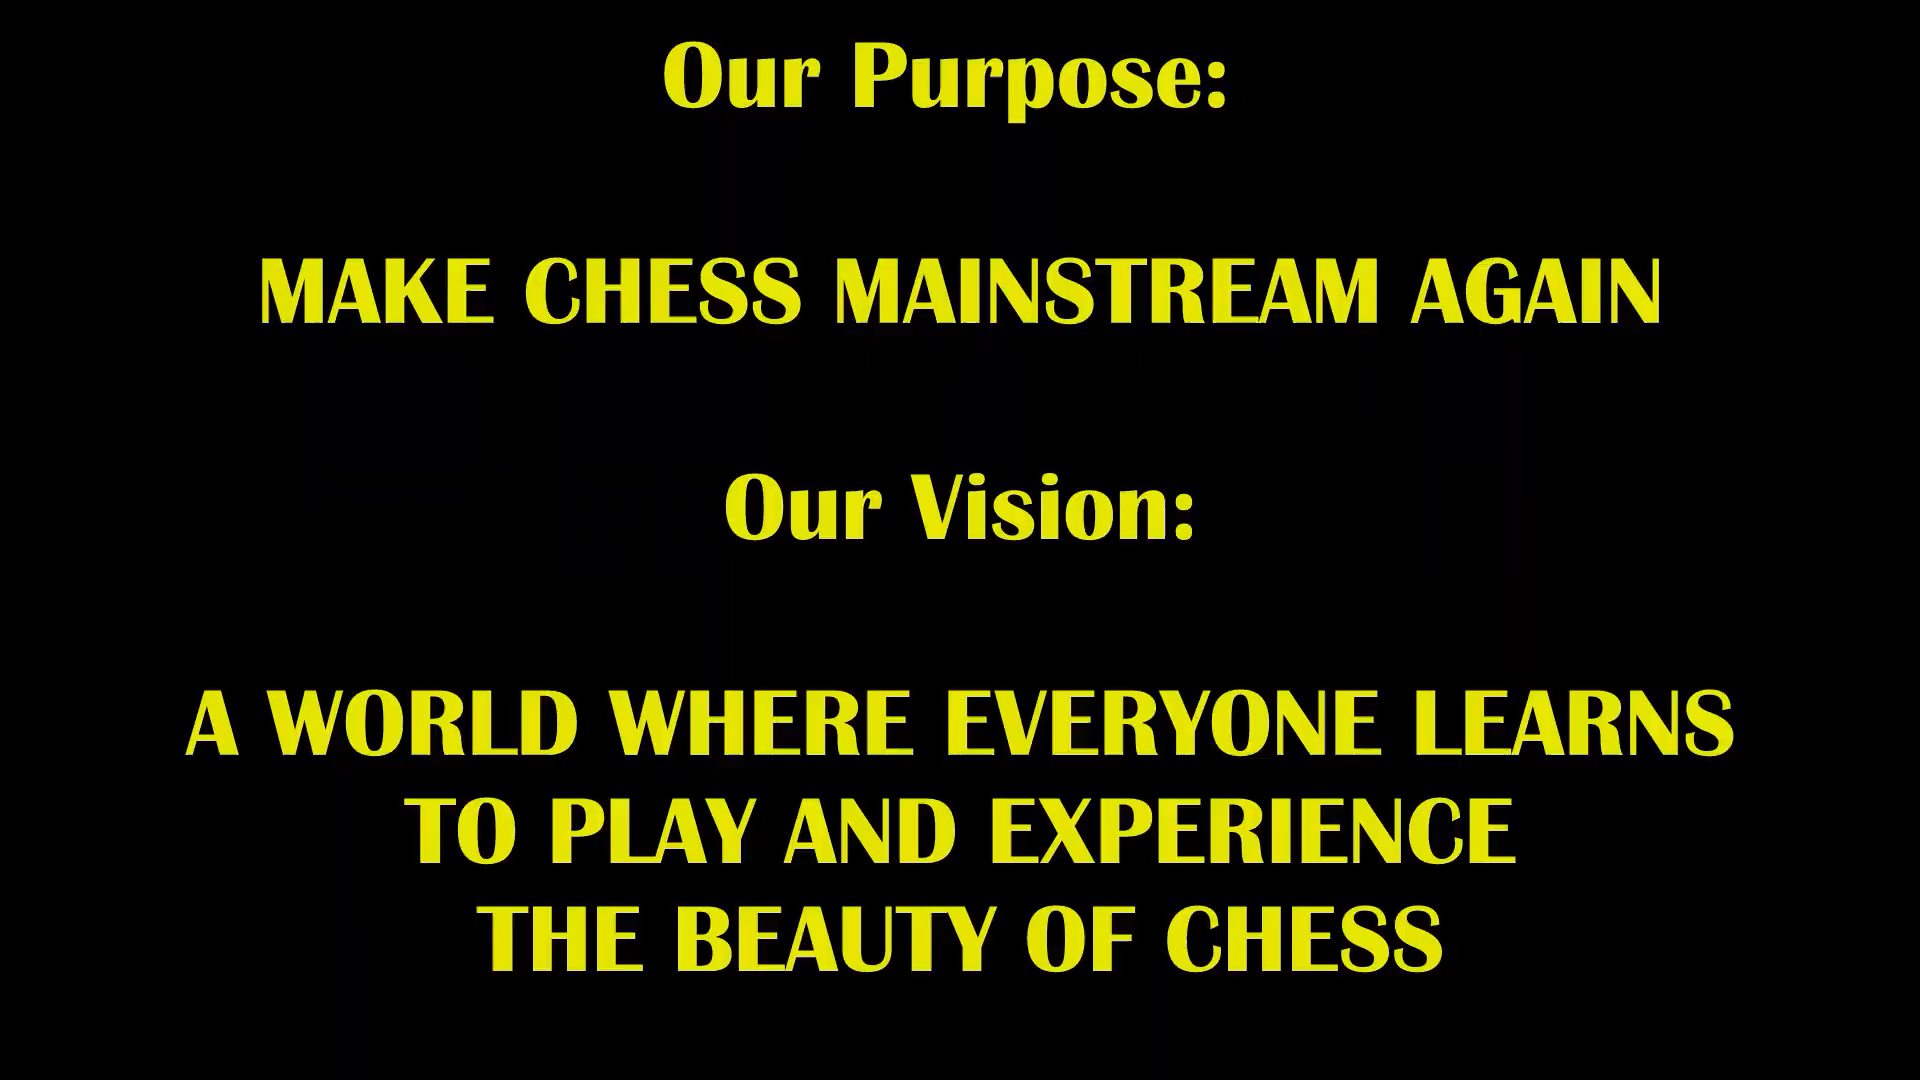 Our Purpose:
MAKE CHESS MAINSTREAM AGAIN
Our Vision:
A WORLD WHERE EVERYONE LEARNS
TO PLAY AND EXPERIENCE
THE BEAUTY OF CHESS